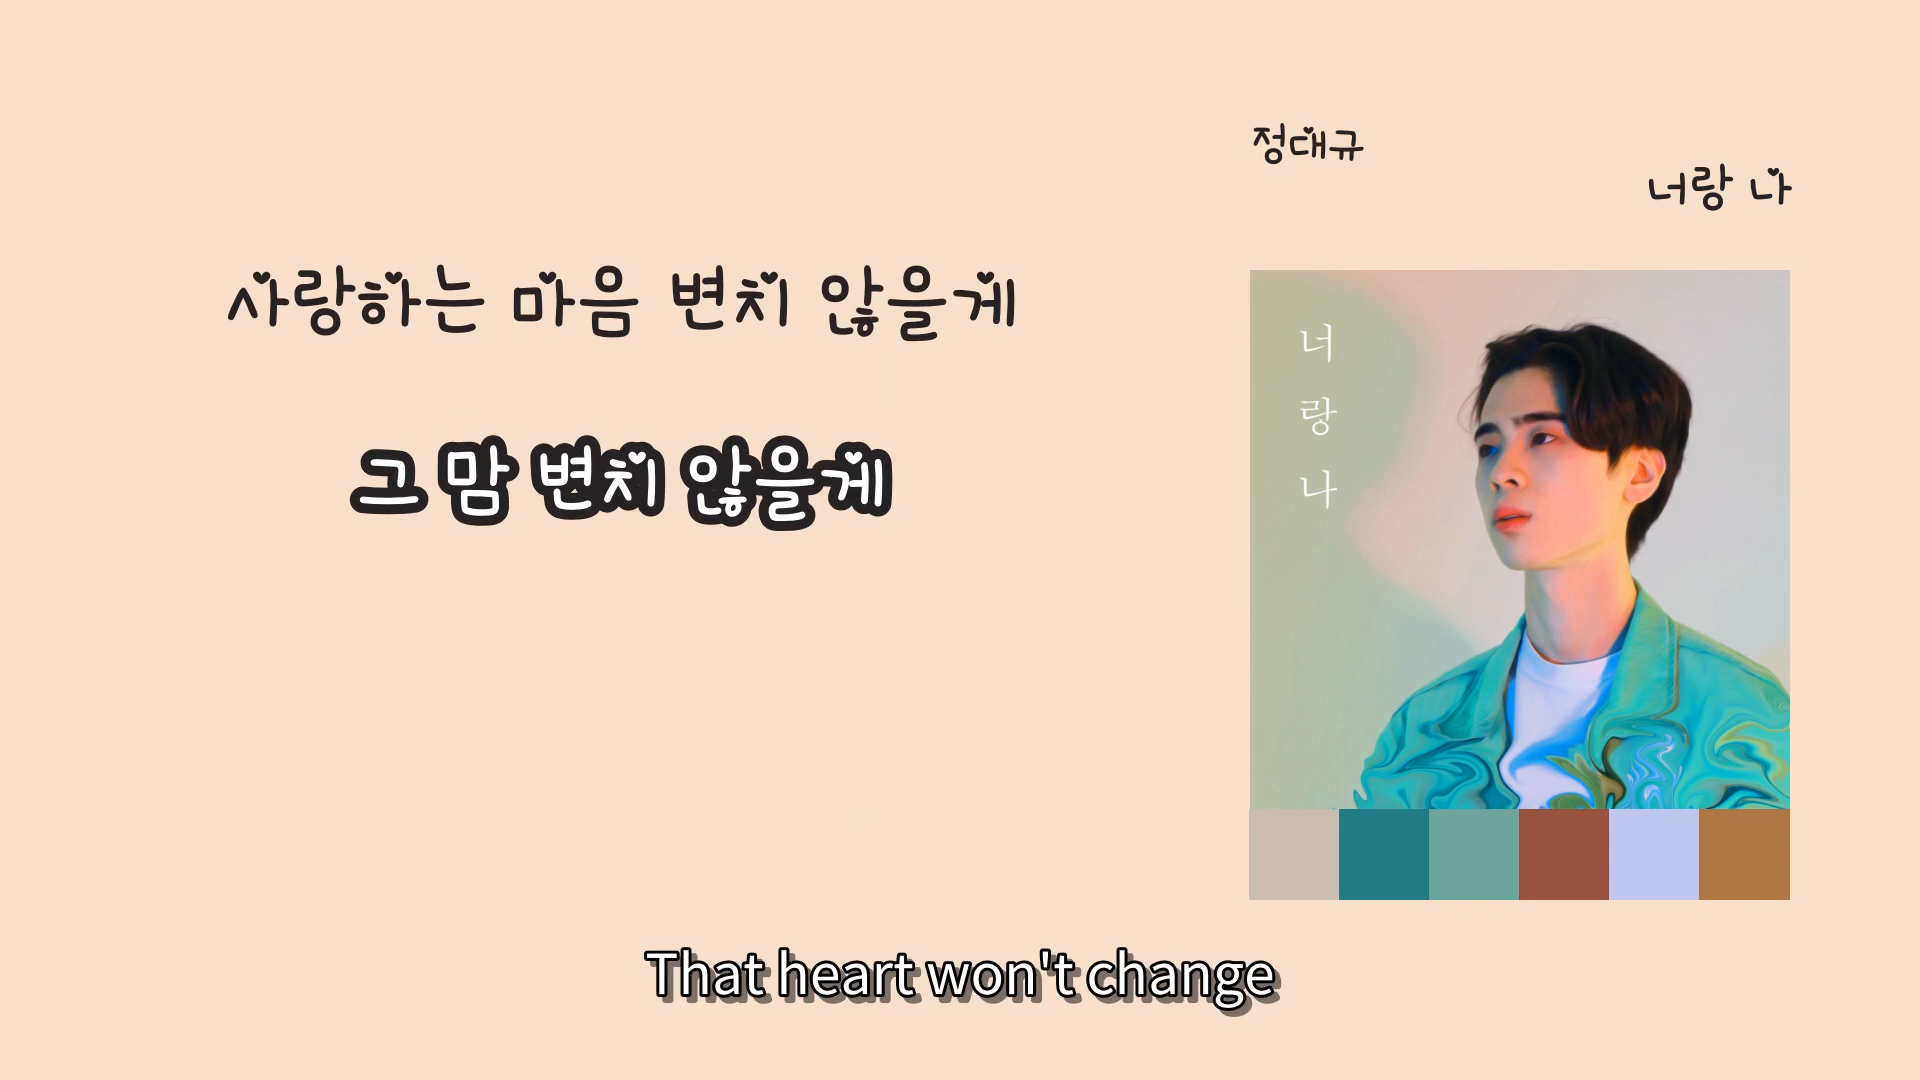 정대규
너랑 나
사랑하는 마음 변치 않을게
그 맘 변치 않을게
너
랑
나
That heart won't change